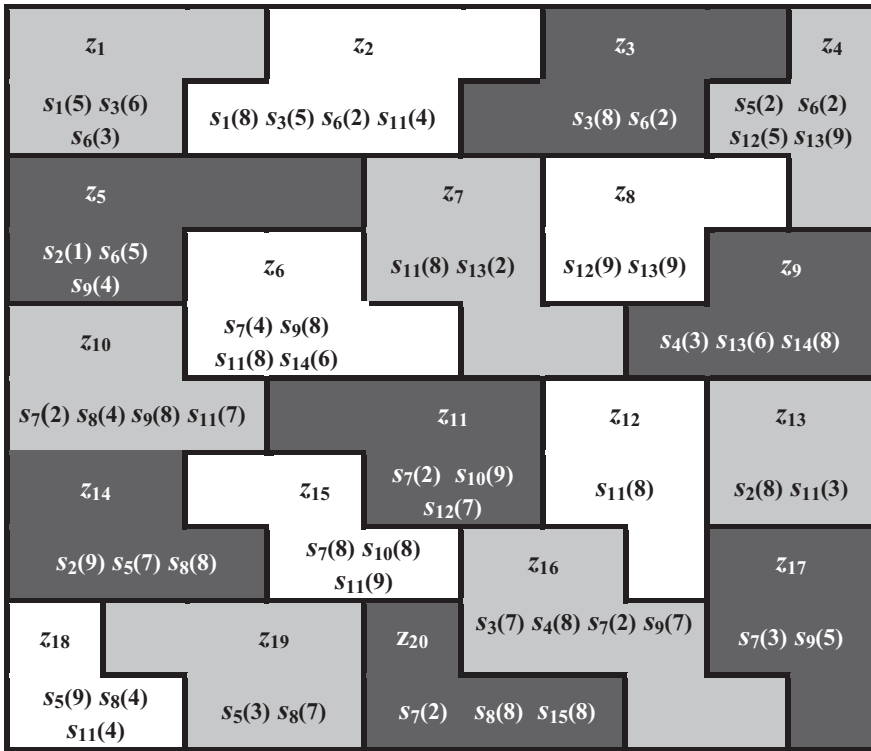 z1 z2 z3 z4
s1(5) s3(6)
s6(3)
s1(8) s3(5) s6(2) s11(4)
s3(8) s6(2)
s5(2) s6(2)
s12(5) s13(9)
z5 z7 z8
s2(1) s6(5)
s9(4)
z6
s11(8) s13(2)
s12(9) s13(9)
z9
z10
s7(4) s9(8)
s11(8) s14(6)
s4(3) s13(6) s14(8)
s7(2) s8(4) s9(8) s11(7)
z11 z12 z13
z14 z15
s7(2) s10(9)
s12(7)
s11(8)
s2(8) s11(3)
s2(9) s5(7) s8(8)
s7(8) s10(8)
s11(9)
z16 z17
z18 z19 z20
s3(7) s4(8) s7(2) s9(7)
s7(3) s9(5)
s5(9) s8(4)
s11(4)
s5(3) s8(7)
s7(2) s8(8) s15(8)